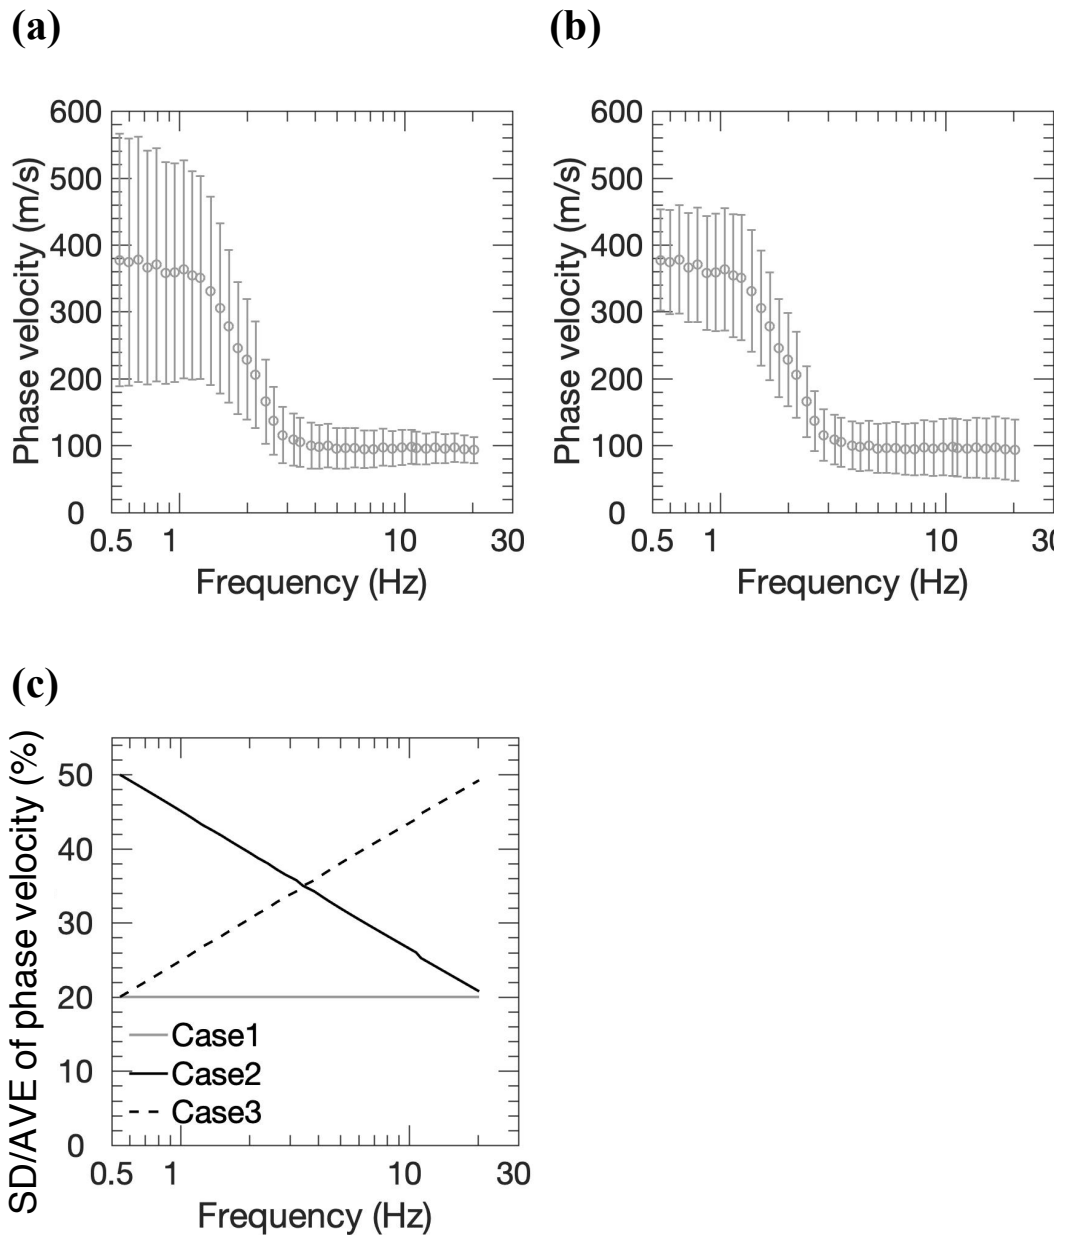 (a)
(b)
600
500
400
300
200
100
0
Phase velocity (m/s)
0.5 1 10 30
Frequency (Hz)
600
500
400
300
200
100
0
Phase velocity (m/s)
0.5 1 10 30
Frequency (Hz)
(c)
50
40
30
20
10
0
SD/AVE of phase velocity (%)
Case1
Case2
Case3
0.5 1 10 30
Frequency (Hz)